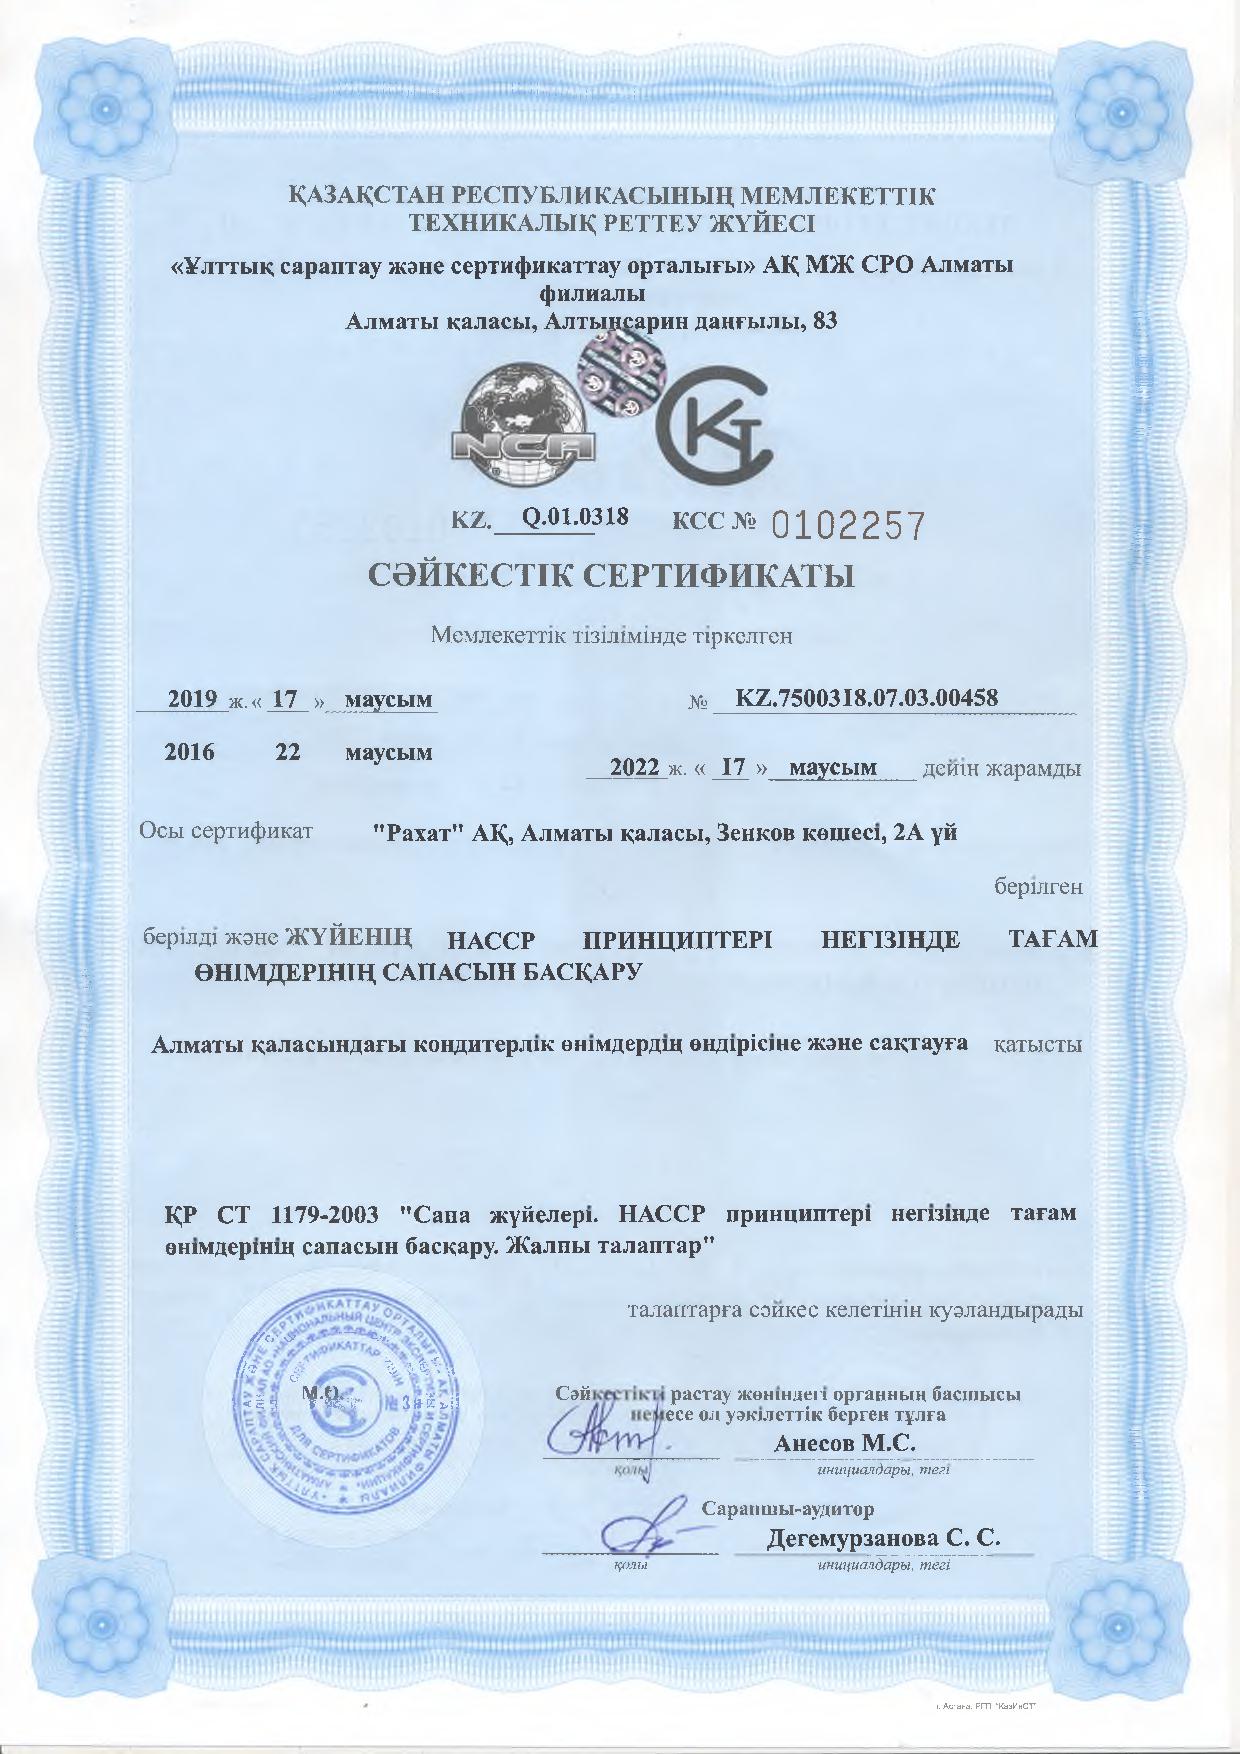 ҚАЗАҚСТАН РЕСПУБЛИКАСЫНЫҢ МЕМЛЕКЕТТІК
ТЕХНИКАЛЫҚ РЕТТЕУ ЖҮЙЕСІ
«Ұлттық сараптау және сертификаттау орталығы» АҚ МЖ СРО Алматы
филиалы
Алматы қаласы, Алтынсарин даңғылы, 83
NCA
KZ. Q.01.0318 КСС № 0102257
СӘЙКЕСТІК СЕРТИФИКАТЫ
Мемлекеттік тізілімінде тіркелген
2019 ж. « 17 » маусым № KZ.7500318.07.03.00458
2016 22 маусым
2022 ж. « 17 » маусым дейін жарамды
Осы сертификат "Рахат" АҚ, Алматы қаласы, Зенков көшесі, 2А үй
берілген
берілді және ЖҮЙЕНІҢ НАССР ПРИНЦИПТЕРІ НЕГІЗІНДЕ ТАҒАМ
ӨНІМДЕРІНІҢ САПАСЫН БАСҚАРУ
Алматы қаласындағы кондитерлік өнімдердің өндірісіне және сақтауға қатысты
ҚР СТ 1179-2003 "Сапа жүйелері. НАССР принциптері негізінде тағам
өнімдерінің сапасын басқару. Жалпы талаптар"
талаптарға сәйкес келетінін куәландырады
М.О.
ДЛЯ СЕРТИФИКАТОВ
Сәйкестікті растау жөніндегі органның басшысы
немесе ол уәкілеттік берген тұлға
Анесов М.С.
қолы инициалдары, тегі
Сарапшы-аудитор
Дегемурзанова С. С.
қолы инициалдары, тегі
г. Астана. РГП "КазИнСТ"